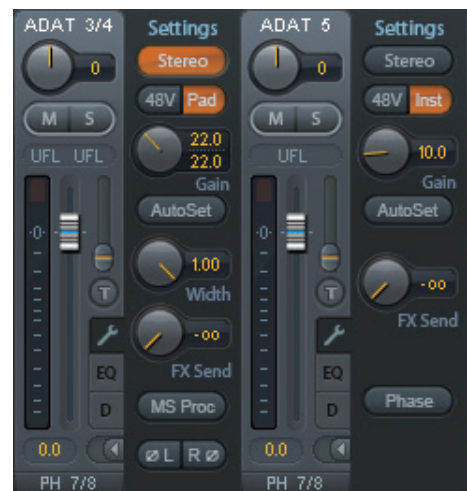 ADAT 3/4
0
M S
UFL UFL
-0-
T
EQ
D
0.0
PH 7/8
Settings
Stereo
48V Pad
22.0
22.0
Gain
AutoSet
1.00
Width
-oo
FX Send
MS Proc
ø L R ø
ADAT 5
0
M S
UFL
-0-
T
EQ
D
0.0
PH 7/8
Settings
Stereo
48V Inst
10.0
Gain
AutoSet
-oo
FX Send
Phase